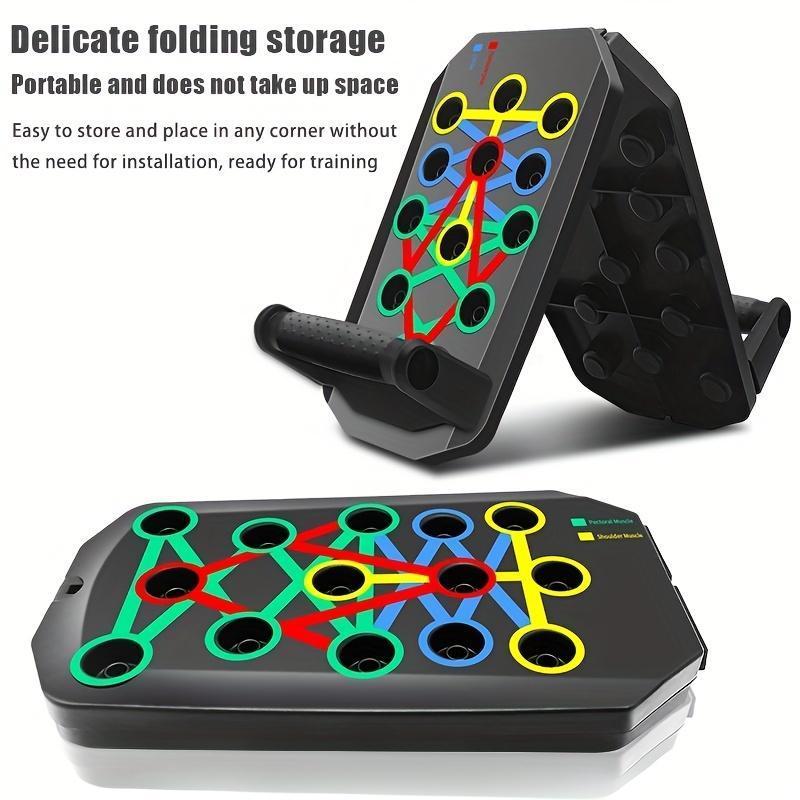 Delicate folding storage
Portable and does not take up space
Easy to store and place in any corner without
the need for installation, ready for training
Pectoral Muscle
Shoulder Muscle